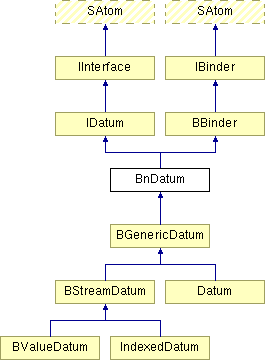 SAtom SAtom
IInterface IBinder
IDatum BBinder
BnDatum
BGenericDatum
BStreamDatum Datum
BValueDatum IndexedDatum